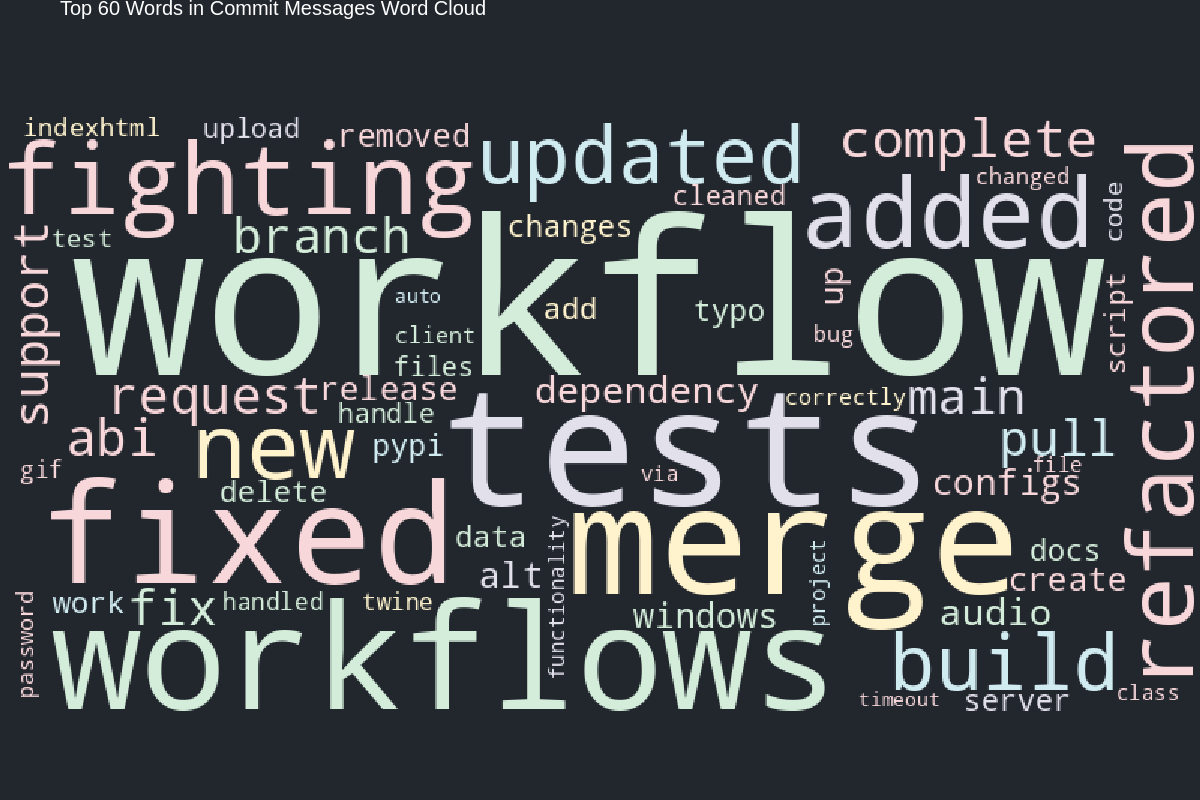 Top 60 Words in Commit Messages Word Cloud
indexhtml
upload
removed
fighting
updated
complete
changed
cleaned
added
code
refactored
support
test
branch
changes
workflow
auto
add
typo
up
client
bug
script
files
request
release
dependency
correctly
main
handle
abi
new
pypi
tests
pull
file
gif
via
configs
delete
fixed
data
functionality
merge
project
docs
alt
create
password
work
fix
handled
twine
windows
audio
workflows
build
timeout
server
class